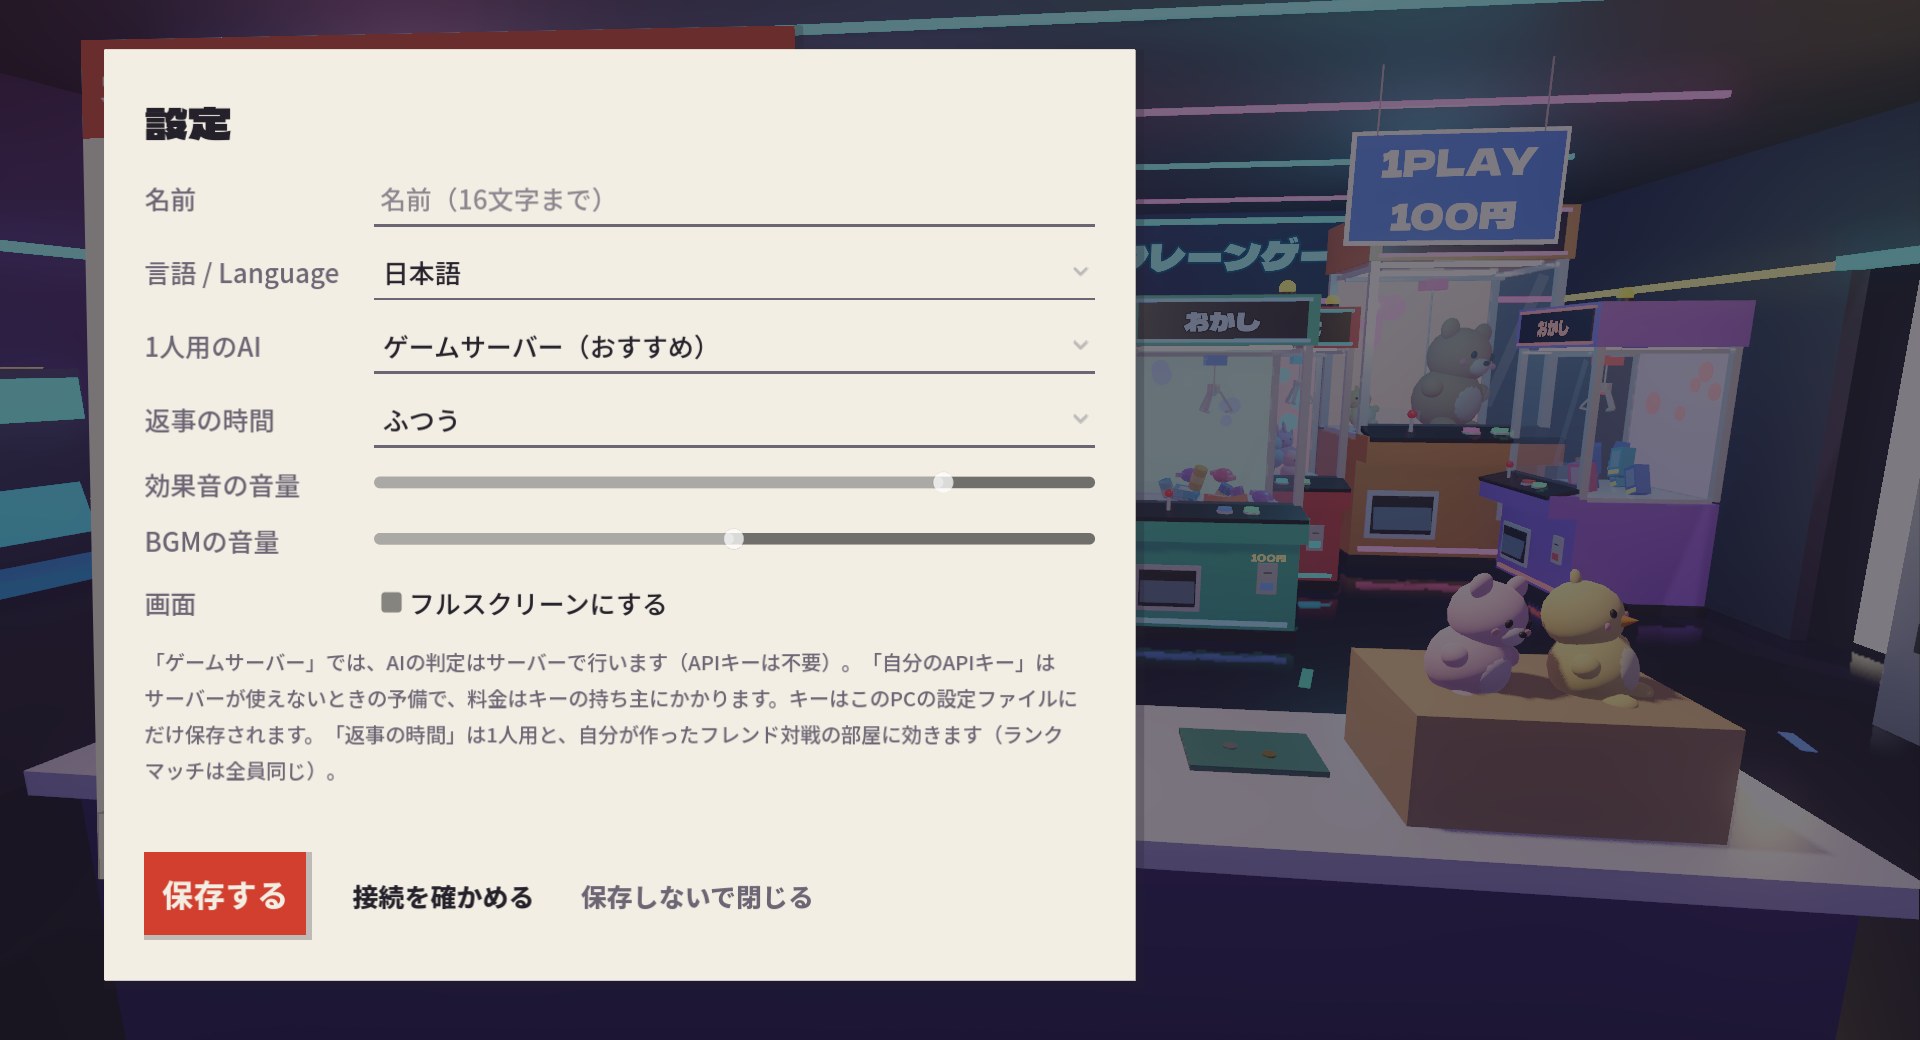 設定
名前
名前（16文字まで）
言語 / Language
日本語
1人用のAI
ゲームサーバー（おすすめ）
返事の時間
ふつう
効果音の音量
BGMの音量
画面
フルスクリーンにする
「ゲームサーバー」では、AIの判定はサーバーで行います（APIキーは不要）。「自分のAPIキー」は
サーバーが使えないときの予備で、料金はキーの持ち主にかかります。キーはこのPCの設定ファイルに
だけ保存されます。「返事の時間」は1人用と、自分が作ったフレンド対戦の部屋に効きます（ランク
マッチは全員同じ）。
保存する
接続を確かめる
保存しないで閉じる
1PLAY
100円
レーンゲー
おかし
おかし
100円